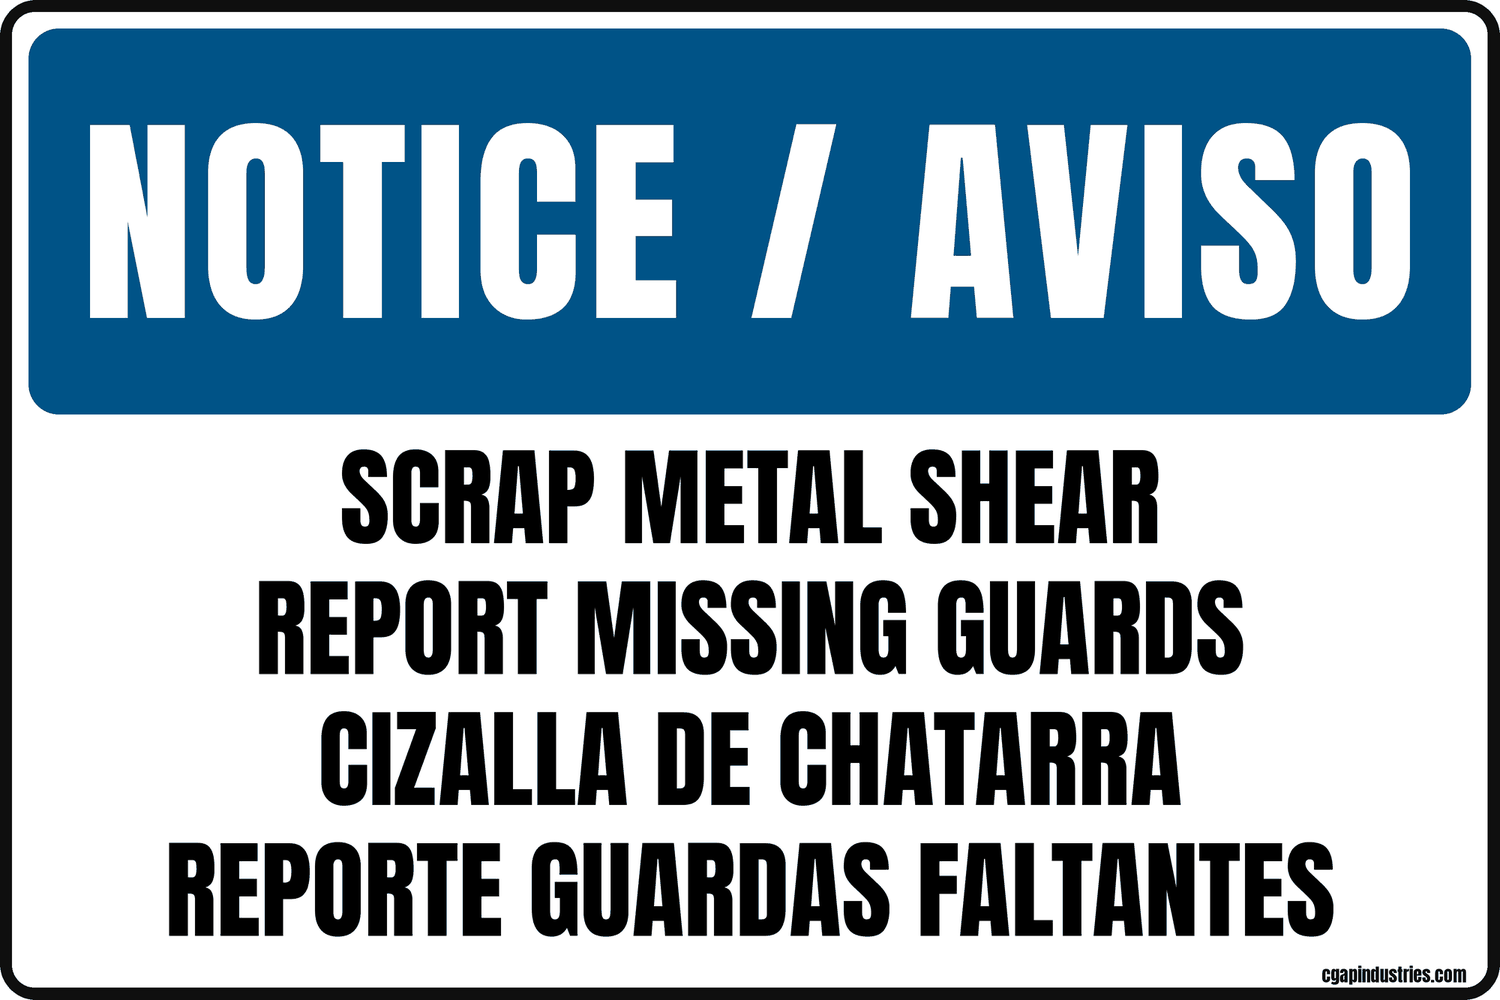 NOTICE / AVISO
SCRAP METAL SHEAR
REPORT MISSING GUARDS
CIZALLA DE CHATARRA
REPORTE GUARDAS FALTANTES
cgapindustries.com